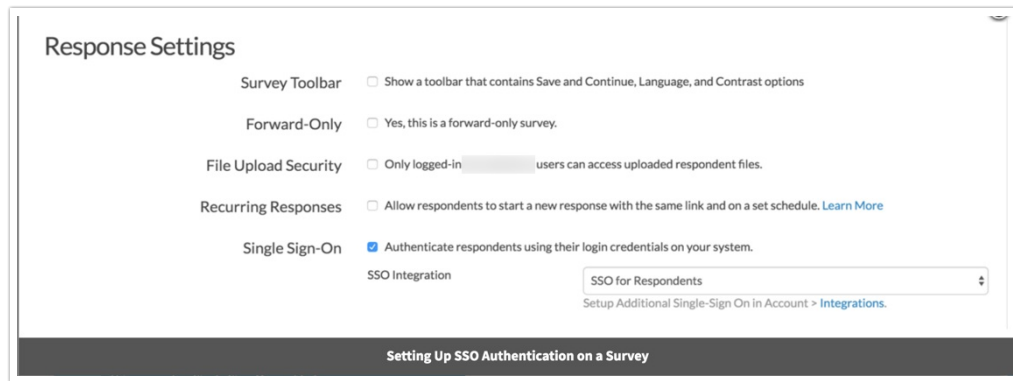 Response Settings
Survey Toolbar Show a toolbar that contains Save and Continue, Language, and Contrast options
Forward-Only Yes, this is a forward-only survey.
File Upload Security Only logged-in users can access uploaded respondent files.
Recurring Responses Allow respondents to start a new response with the same link and on a set schedule. Learn More
Single Sign-On Authenticate respondents using their login credentials on your system.
SSO Integration SSO for Respondents
Setup Additional Single-Sign On in Account > Integrations.
Setting Up SSO Authentication on a Survey